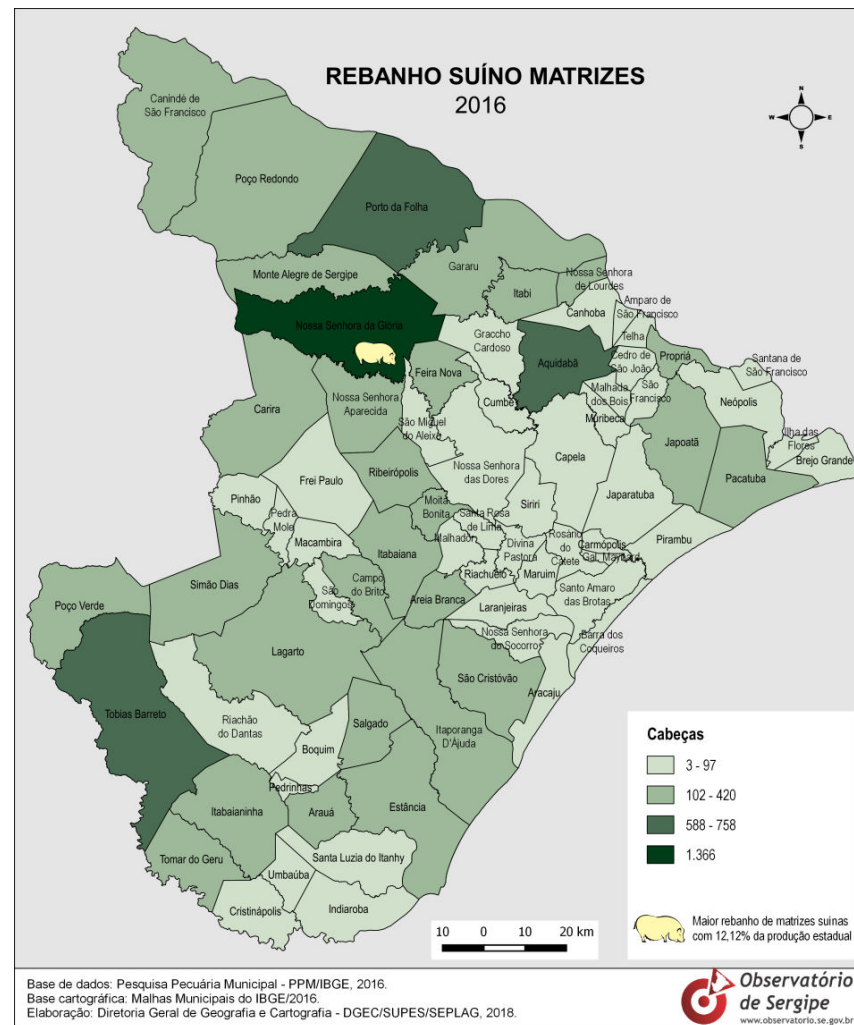 REBANHO SUÍNO MATRIZES
2016
N
W
E
S
Canindé de
São Francisco
Poço Redondo
Porto da Folha
Monte Alegre de Sergipe
Gararu
Nossa Senhora
de Lourdes
Itabi
Nossa Senhora da Glória
Canhoba
Amparo de
São Francisco
Graccho
Cardoso
Telha
Aquidabã
Cedro de
São João
Propriá
Santana de
São Francisco
Feira Nova
Nossa Senhora
Aparecida
Carira
Cumbe
Malhada
dos Bois
São
Francisco
Neópolis
São Miguel
do Aleixo
Muribeca
Ilha das
Flores
Brejo Grande
Japoatã
Pacatuba
Nossa Senhora
das Dores
Capela
Ribeirópolis
Frei Paulo
Japaratuba
Pinhão
Pedra
Mole
Moita
Bonita
Siriri
Santa Rosa
de Lima
Macambira
Malhador
Itabaiana
Divina
Pastora
Rosário
do
Catete
Carmópolis
Gal. Maynard
Pirambu
Riachuelo
Maruim
Simão Dias
Campo
do Brito
São
Domingos
Santo Amaro
das Brotas
Areia Branca
Laranjeiras
Poço Verde
Nossa Senhora
do Socorro
Barra dos
Coqueiros
Lagarto
São Cristóvão
Aracaju
Tobias Barreto
Riachão
do Dantas
Salgado
Itaporanga
D'Ájuda
Boquim
Pedrinhas
Itabaianinha
Arauá
Estância
Tomar do Geru
Santa Luzia do Itanhy
Umbaúba
Cristinápolis
Indiaroba
Cabeças
3 - 97
102 - 420
588 - 758
1.366
Maior rebanho de matrizes suinas
com 12,12% da produção estadual
10 0 10 20 km
Base de dados: Pesquisa Pecuária Municipal - PPM/IBGE, 2016.
Base cartográfica: Malhas Municipais do IBGE/2016.
Elaboração: Diretoria Geral de Geografia e Cartografia - DGEC/SUPES/SEPLAG, 2018.
Observatório
de Sergipe
www.observatorio.se.gov.br